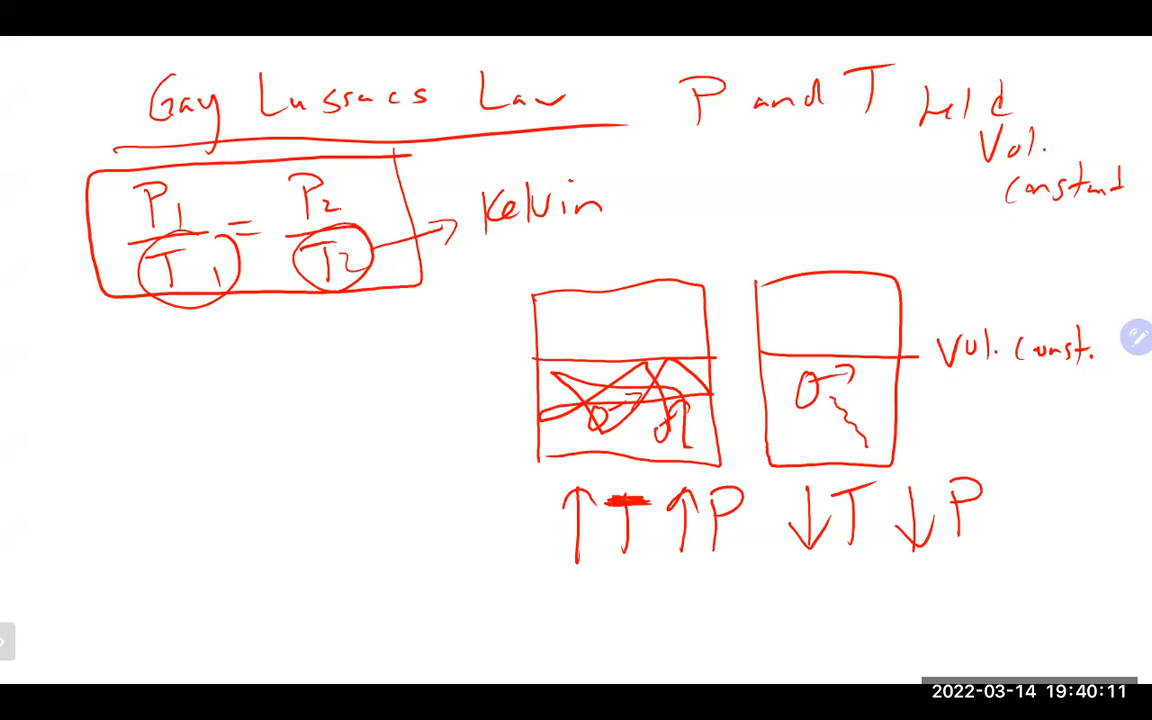 Gay Lussacs Law
P and T Held
Vol.
constant
P1/T1 = P2/T2 → Kelvin
Vol. Const.
↑T ↑P ↓T ↓P
2022-03-14 19:40:11